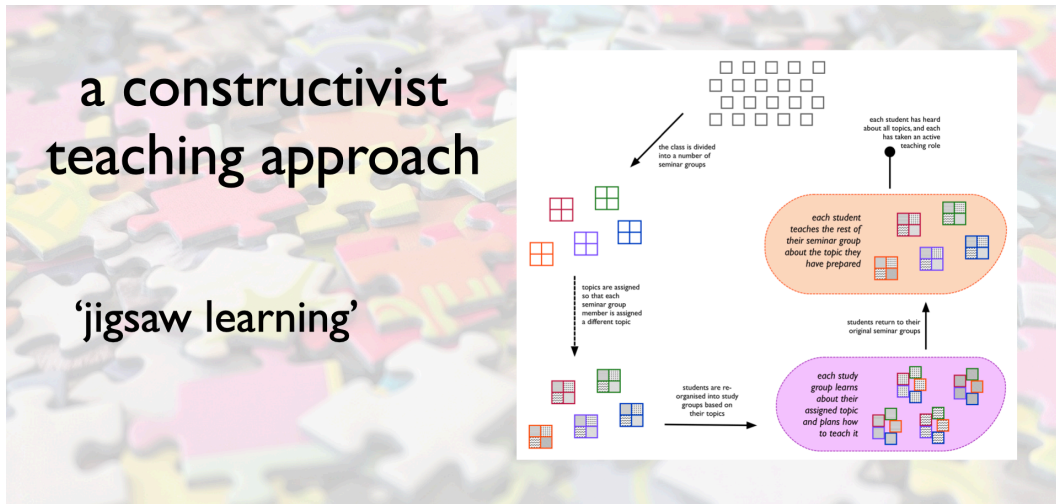 a constructivist
teaching approach
‘jigsaw learning’
the class is divided
into a number of
seminar groups
topics are assigned
so that each
seminar group
member is assigned
a different topic
students are re-
organised into study
groups based on
their topics
each study
group learns
about their
assigned topic
and plans how
to teach it
students return to their
original seminar groups
each student
teaches the rest of
their seminar group
about the topic they
have prepared
each student has heard
about all topics, and each
has taken an active
teaching role